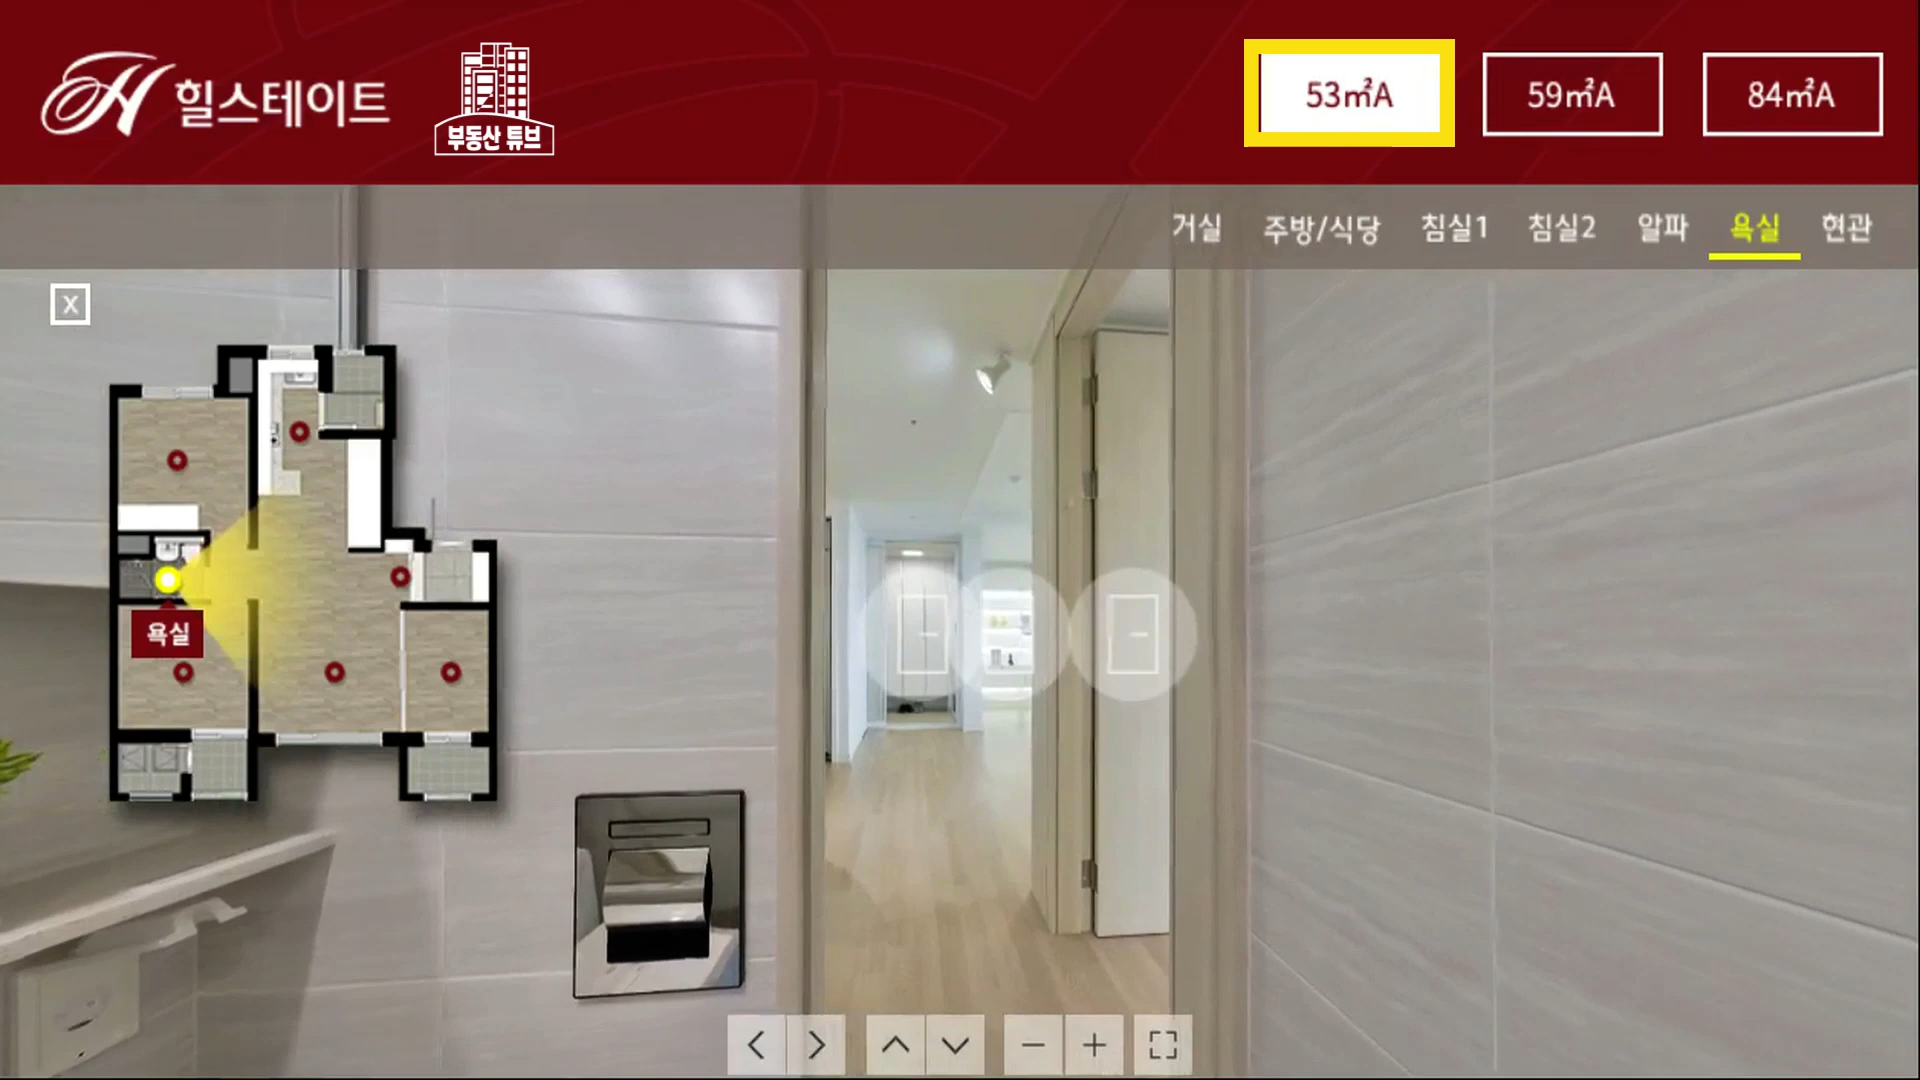 힐스테이트
부동산 튜브
53㎡A
59㎡A
84㎡A
거실 주방/식당 침실1 침실2 알파 욕실 현관
X
욕실